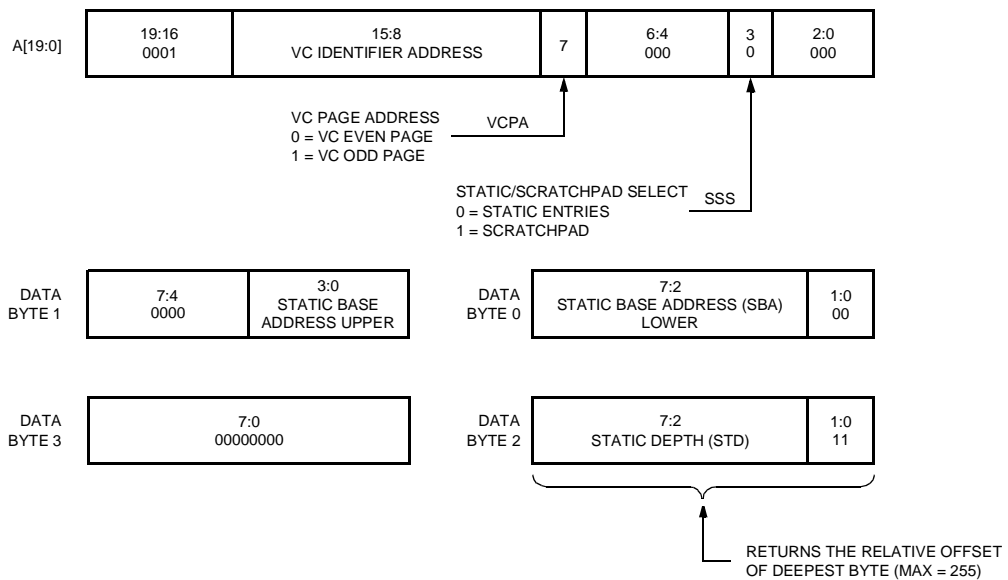 A[19:0]
19:16
0001
15:8
VC IDENTIFIER ADDRESS
7
6:4
000
3
0
2:0
000
VC PAGE ADDRESS
0 = VC EVEN PAGE
1 = VC ODD PAGE
VCPA
STATIC/SCRATCHPAD SELECT
0 = STATIC ENTRIES
1 = SCRATCHPAD
SSS
DATA
BYTE 1
7:4
0000
3:0
STATIC BASE
ADDRESS UPPER
DATA
BYTE 0
7:2
STATIC BASE ADDRESS (SBA)
LOWER
1:0
00
DATA
BYTE 3
7:0
00000000
DATA
BYTE 2
7:2
STATIC DEPTH (STD)
1:0
11
RETURNS THE RELATIVE OFFSET
OF DEEPEST BYTE (MAX = 255)